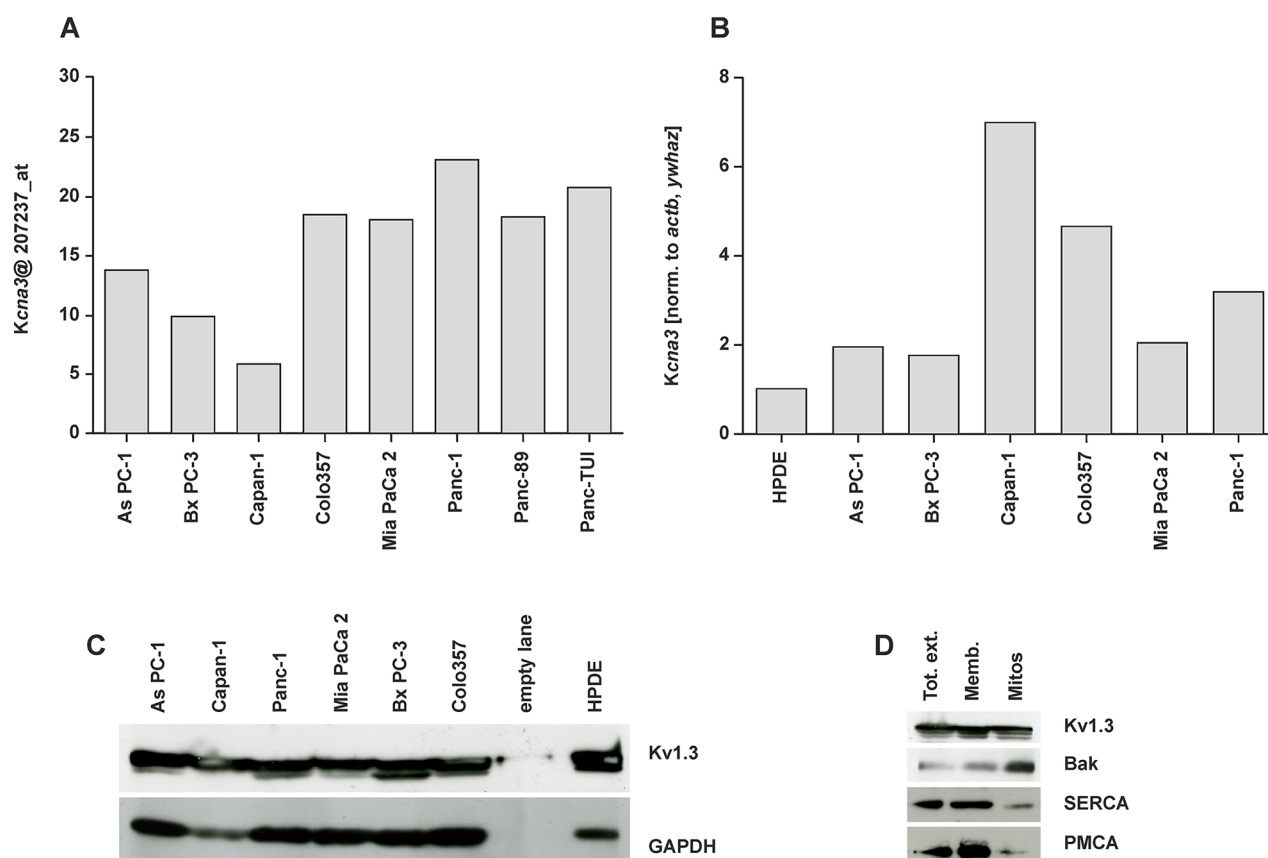 A
Kcna3@ 207237_at
30
25
20
15
10
5
0
As PC-1
Bx PC-3
Capan-1
Colo357
Mia PaCa 2
Panc-1
Panc-89
Panc-TUI
B
Kcna3 [norm. to actb, ywhaz]
8
6
4
2
0
HPDE
As PC-1
Bx PC-3
Capan-1
Colo357
Mia PaCa 2
Panc-1
C
As PC-1
Capan-1
Panc-1
Mia PaCa 2
Bx PC-3
Colo357
empty lane
HPDE
Kv1.3
GAPDH
D
Tot. ext.
Memb.
Mitos
Kv1.3
Bak
SERCA
PMCA